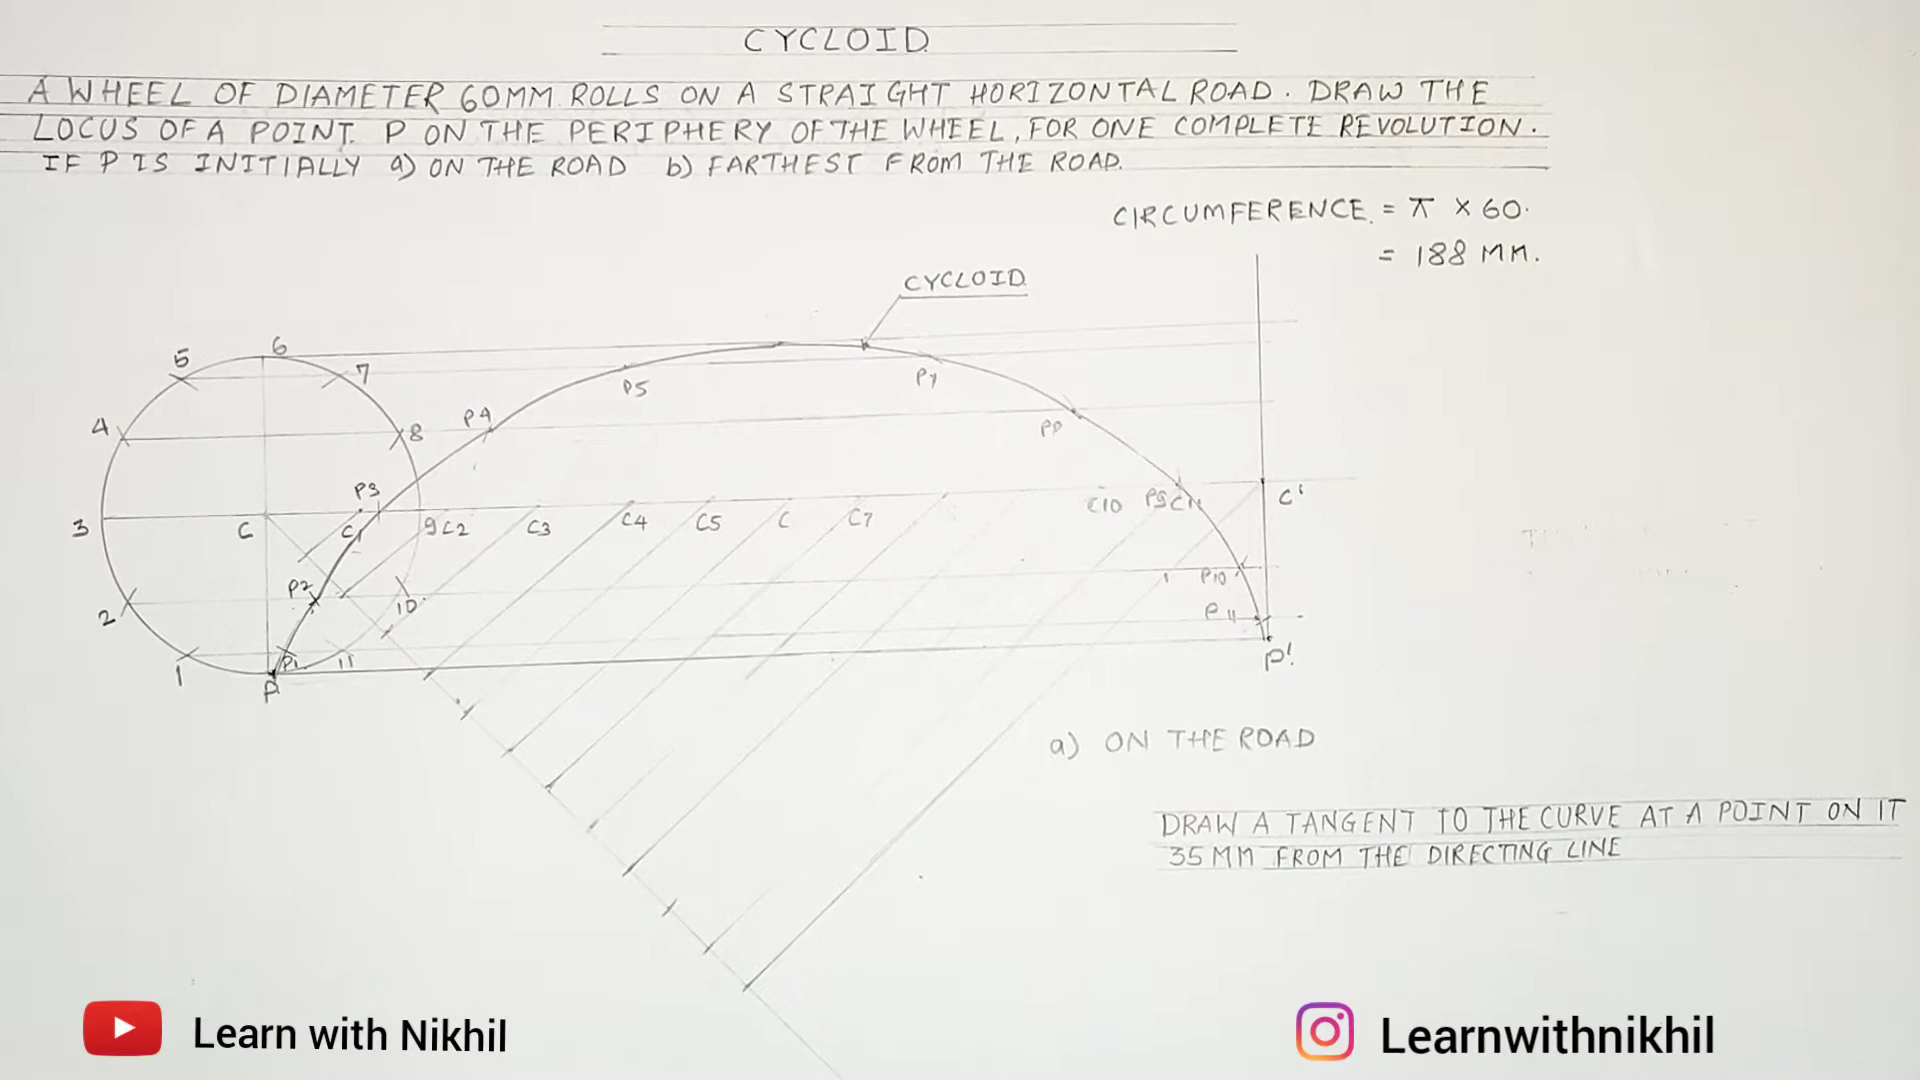 CYCLOID
A WHEEL OF DIAMETER 60MM ROLLS ON A STRAIGHT HORIZONTAL ROAD. DRAW THE
LOCUS OF A POINT P ON THE PERIPHERY OF THE WHEEL, FOR ONE COMPLETE REVOLUTION.
IF P IS INITIALLY a) ON THE ROAD b) FARTHEST FROM THE ROAD.
CIRCUMFERENCE = π × 60.
= 188 MM.
CYCLOID
6
5
7
P5
P7
4
P4
8
P8
P3
3
C
C1
9
C2
C3
C4
C5
C
C7
C10
P9
C11
C'
P2
2
10
P10
P11
1
P1
11
P
P'
a) ON THE ROAD
DRAW A TANGENT TO THE CURVE AT A POINT ON IT
35 MM FROM THE DIRECTING LINE
Learn with Nikhil
Learnwithnikhil